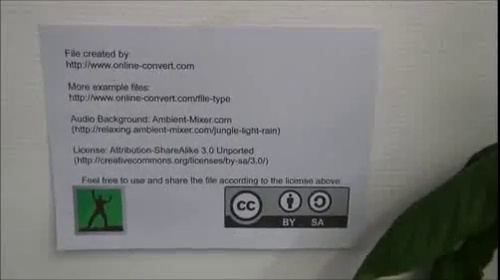 File created by:
http://www.online-convert.com
More example files:
http://www.online-convert.com/file-type
Audio Background: Ambient-Mixer.com
(http://relaxing.ambient-mixer.com/jungle-light-rain)
License: Attribution-ShareAlike 3.0 Unported
(http://creativecommons.org/licenses/by-sa/3.0/)
Feel free to use and share the file according to the license above.
cc BY SA